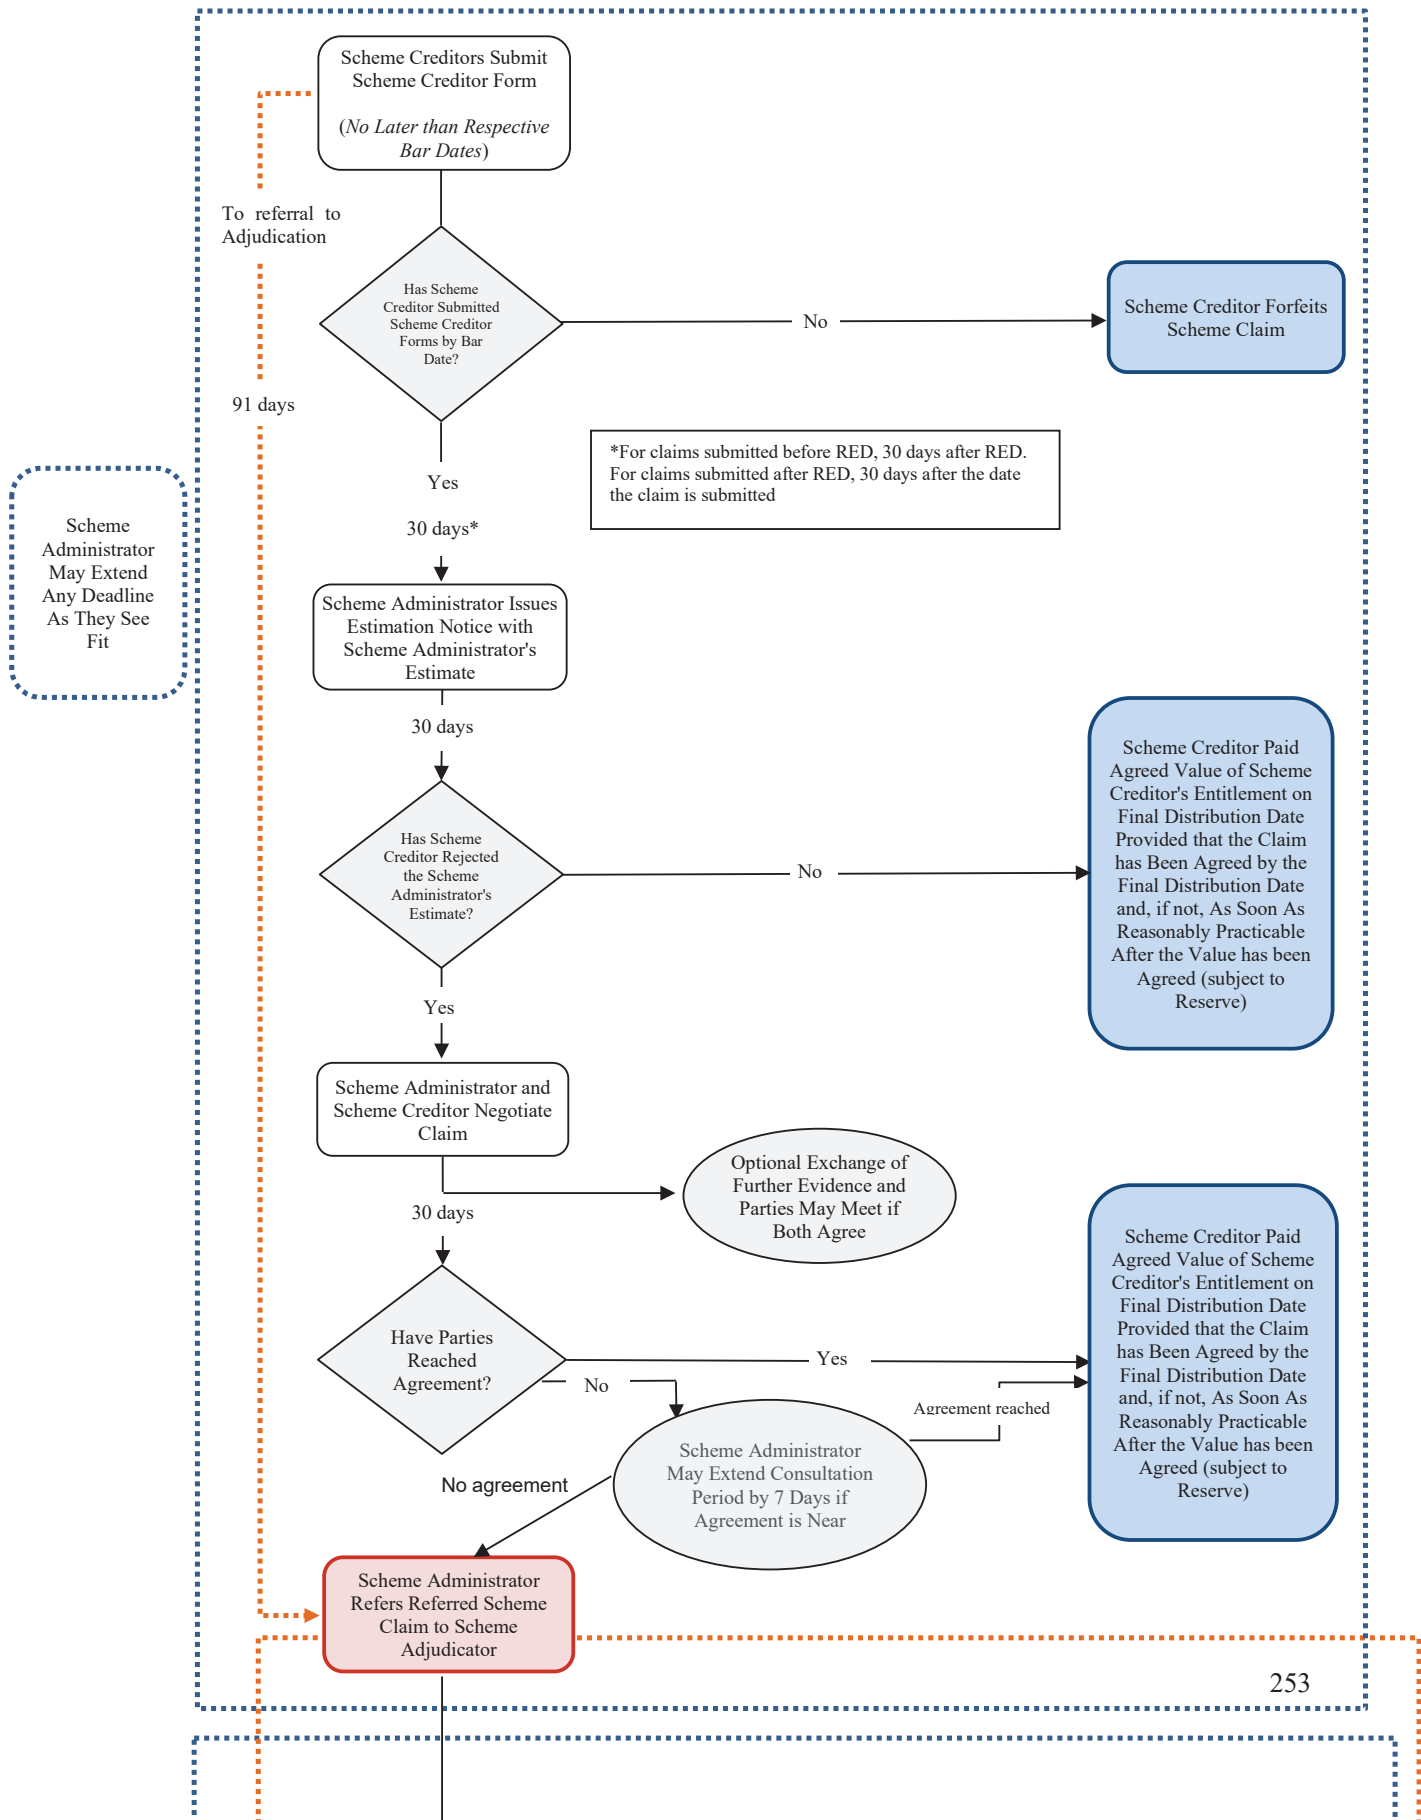 Scheme Creditors Submit
Scheme Creditor Form
(No Later than Respective
Bar Dates)
To referral to
Adjudication
Has Scheme
Creditor Submitted
Scheme Creditor
Forms by Bar
Date?
No
Scheme Creditor Forfeits
Scheme Claim
91 days
Yes
30 days*
*For claims submitted before RED, 30 days after RED.
For claims submitted after RED, 30 days after the date
the claim is submitted
Scheme
Administrator
May Extend
Any Deadline
As They See
Fit
Scheme Administrator Issues
Estimation Notice with
Scheme Administrator's
Estimate
30 days
Has Scheme
Creditor Rejected
the Scheme
Administrator's
Estimate?
No
Scheme Creditor Paid
Agreed Value of Scheme
Creditor's Entitlement on
Final Distribution Date
Provided that the Claim
has Been Agreed by the
Final Distribution Date
and, if not, As Soon As
Reasonably Practicable
After the Value has been
Agreed (subject to
Reserve)
Yes
Scheme Administrator and
Scheme Creditor Negotiate
Claim
Optional Exchange of
Further Evidence and
Parties May Meet if
Both Agree
30 days
Have Parties
Reached
Agreement?
Yes
No
Agreement reached
Scheme Creditor Paid
Agreed Value of Scheme
Creditor's Entitlement on
Final Distribution Date
Provided that the Claim
has Been Agreed by the
Final Distribution Date
and, if not, As Soon As
Reasonably Practicable
After the Value has been
Agreed (subject to
Reserve)
Scheme Administrator
May Extend Consultation
Period by 7 Days if
Agreement is Near
No agreement
Scheme Administrator
Refers Referred Scheme
Claim to Scheme
Adjudicator
253